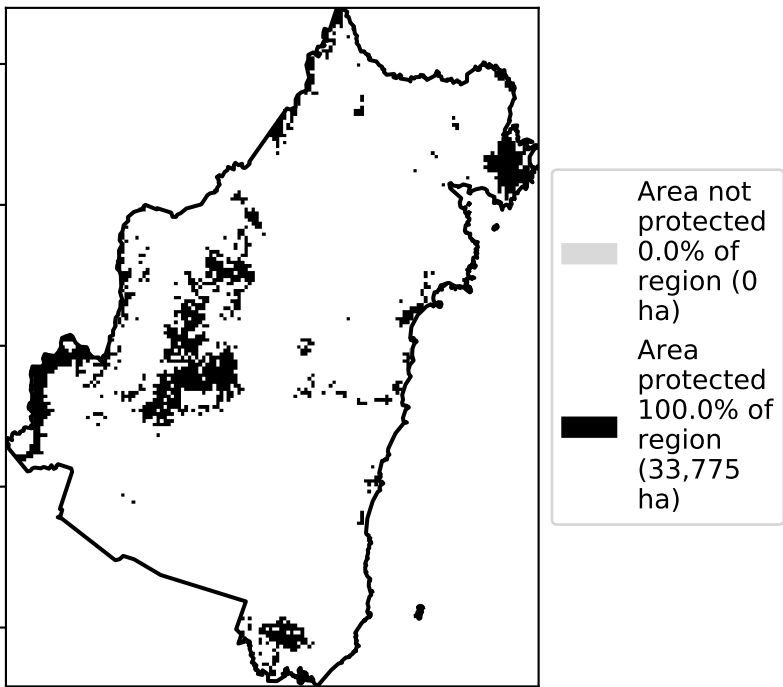 Area not
protected
0.0% of
region (0
ha)
Area
protected
100.0% of
region
(33,775
ha)